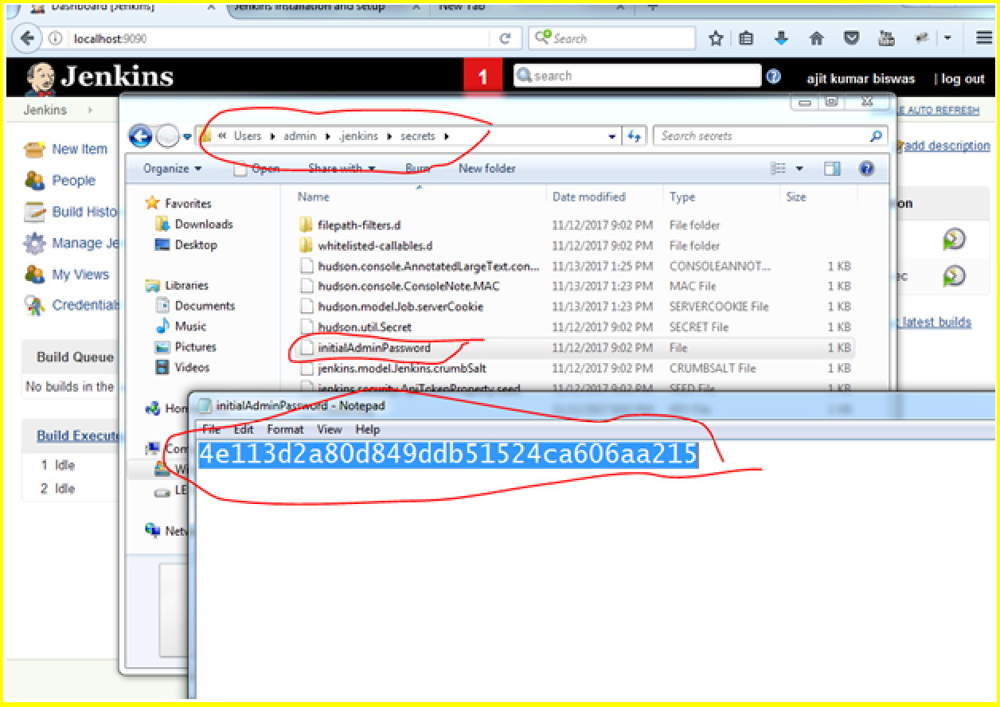 Dashboard [Jenkins]
Jenkins installation and setup
New Tab
localhost:9090
Search
Jenkins
1
search
ajit kumar biswas
| log out
Jenkins
E AUTO REFRESH
« Users admin .jenkins secrets
Search secrets
New Item
add description
Organize Open Share with Burn New folder
People
Name Date modified Type Size
Build Histo
Favorites
on
Downloads
filepath-filters.d 11/12/2017 9:02 PM File folder
Manage Je
Desktop
whitelisted-callables.d 11/12/2017 9:02 PM File folder
hudson.console.AnnotatedLargeText.con... 11/13/2017 1:25 PM CONSOLEANNOT... 1 KB
My Views
Libraries
hudson.console.ConsoleNote.MAC 11/13/2017 1:23 PM MAC File 1 KB
ec
Credentials
Documents
hudson.model.Job.serverCookie 11/13/2017 1:23 PM SERVERCOOKIE File 1 KB
latest builds
Music
hudson.util.Secret 11/12/2017 9:02 PM SECRET File 1 KB
Build Queue
Pictures
initialAdminPassword 11/12/2017 9:02 PM File 1 KB
Videos
jenkins.model.Jenkins.crumbSalt 11/12/2017 9:02 PM CRUMBSALT File 1 KB
No builds in the
jenkins.security.ApiTokenProperty.seed 11/12/2017 9:02 PM SEED File 1 KB
Hom
initialAdminPassword - Notepad
Build Execut
File Edit Format View Help
Com
4e113d2a80d849ddb51524ca606aa215
1 Idle
Wi
2 Idle
LE
Netw